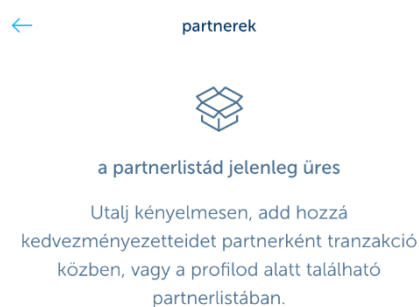 partnerek
a partnerlistád jelenleg üres
Utalj kényelmesen, add hozzá
kedvezményezetteidet partnerként tranzakció
közben, vagy a profilod alatt található
partnerlistában.